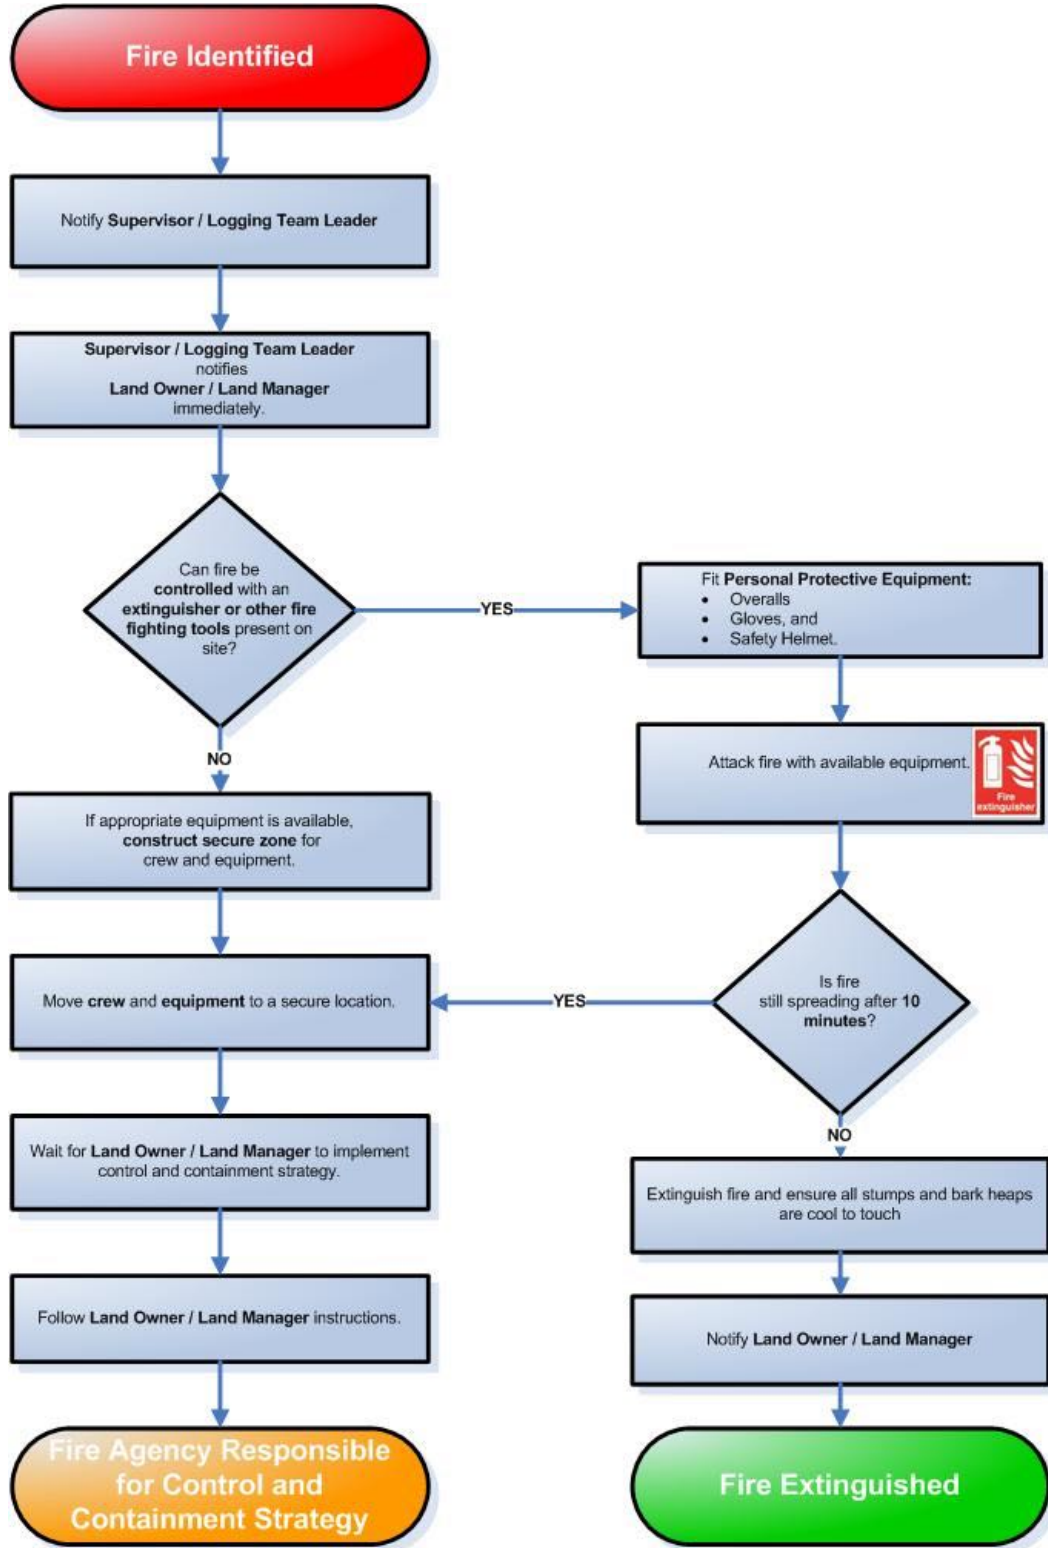 Fire Identified
Notify Supervisor / Logging Team Leader
Supervisor / Logging Team Leader
notifies
Land Owner / Land Manager
immediately.
Can fire be
controlled with an
extinguisher or other fire
fighting tools present on
site?
YES
Fit Personal Protective Equipment:
• Overalls
• Gloves, and
• Safety Helmet.
Attack fire with available equipment.
Fire
extinguisher
NO
If appropriate equipment is available,
construct secure zone for
crew and equipment.
Is fire
still spreading after 10
minutes?
YES
Move crew and equipment to a secure location.
NO
Wait for Land Owner / Land Manager to implement
control and containment strategy.
Extinguish fire and ensure all stumps and bark heaps
are cool to touch
Follow Land Owner / Land Manager instructions.
Notify Land Owner / Land Manager
Fire Agency Responsible
for Control and
Containment Strategy
Fire Extinguished